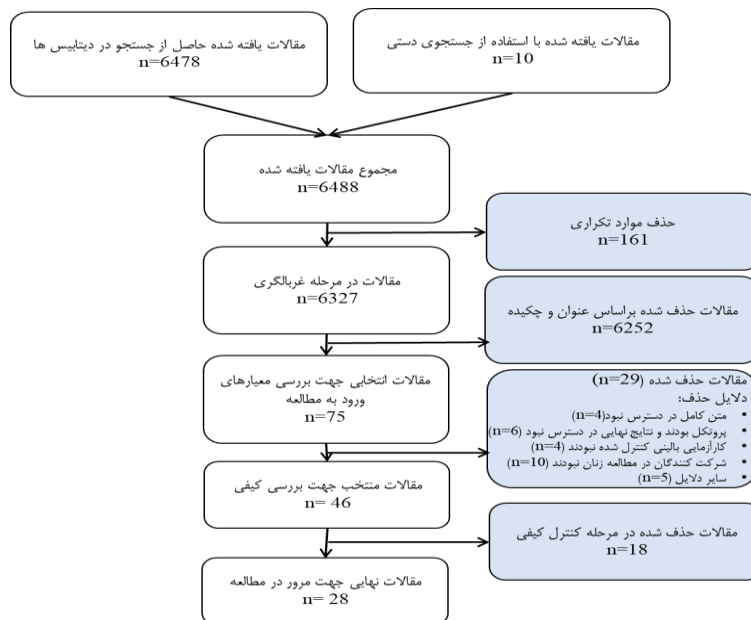 مقالات یافته شده حاصل از جستجو در دیتابیس ها
n=6478
مقالات یافته شده با استفاده از جستجوی دستی
n=10
مجموع مقالات یافته شده
n=6488
حذف موارد تکراری
n=161
مقالات در مرحله غربالگری
n=6327
مقالات حذف شده براساس عنوان و چکیده
n=6252
مقالات انتخابی جهت بررسی معیارهای
ورود به مطالعه
n=75
مقالات حذف شده (n=29)
دلایل حذف:
• متن کامل در دسترس نبود(n=4)
• پروتکل بودند و نتایج نهایی در دسترس نبود (n=6)
• کارآزمایی بالینی کنترل شده نبودند (n=4)
• شرکت کنندگان در مطالعه زنان نبودند (n=10)
• سایر دلایل (n=5)
مقالات منتخب جهت بررسی کیفی
n= 46
مقالات حذف شده در مرحله کنترل کیفی
n=18
مقالات نهایی جهت مرور در مطالعه
n= 28